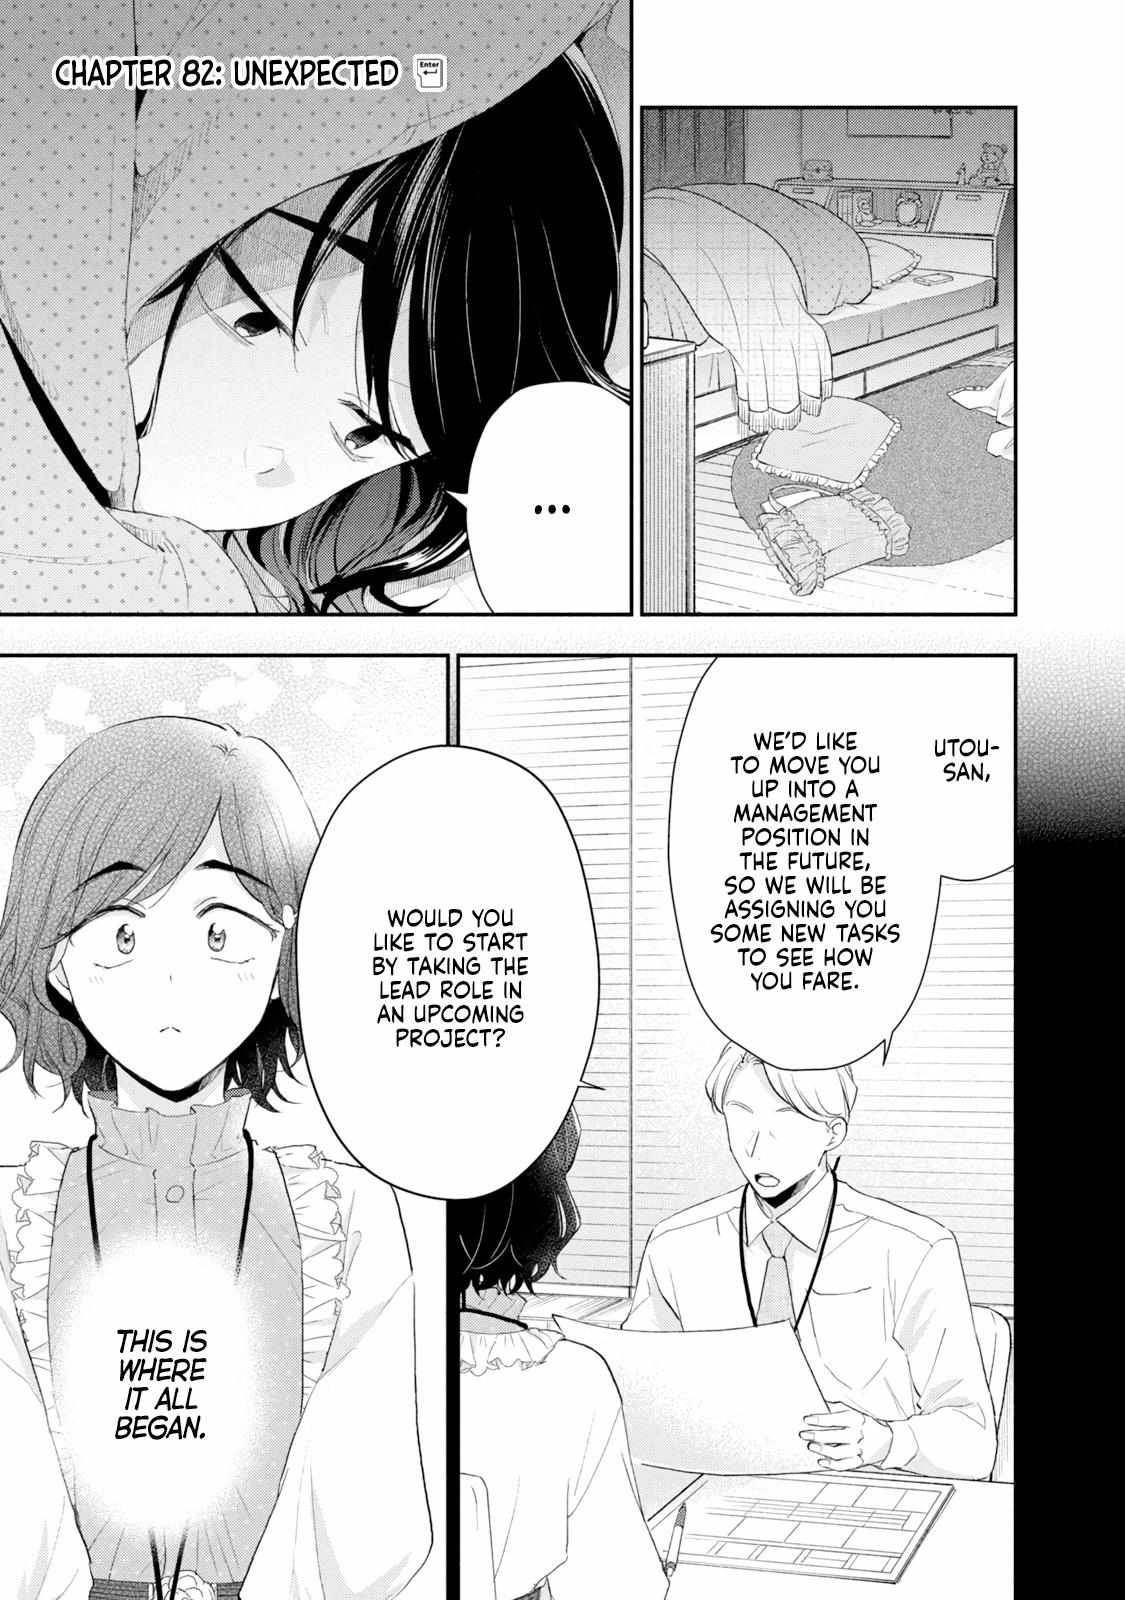 CHAPTER 82: UNEXPECTED
Enter
...
UTOU-
SAN,
WE'D LIKE
TO MOVE YOU
UP INTO A
MANAGEMENT
POSITION IN
THE FUTURE,
SO WE WILL BE
ASSIGNING YOU
SOME NEW TASKS
TO SEE HOW
YOU FARE.
WOULD YOU
LIKE TO START
BY TAKING THE
LEAD ROLE IN
AN UPCOMING
PROJECT?
THIS IS
WHERE
IT ALL
BEGAN.